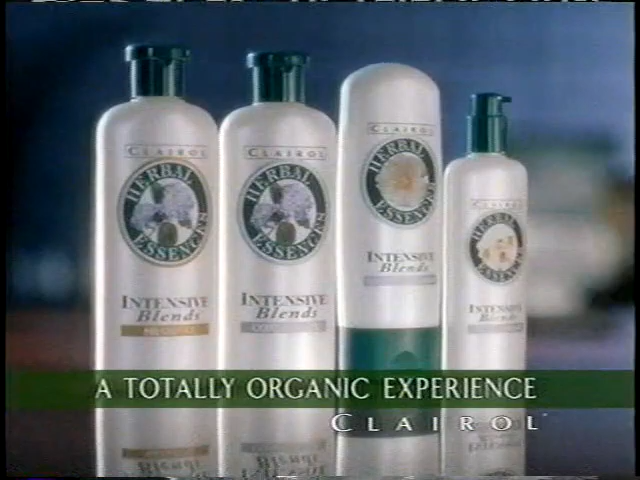 CLAIROL
HERBAL
ESSENCES
INTENSIVE
Blends
CLAIROL
HERBAL
ESSENCES
INTENSIVE
Blends
CLAIROL
HERBAL
ESSENCES
INTENSIVE
Blends
CLAIROL
HERBAL
ESSENCES
INTENSIVE
Blends
A TOTALLY ORGANIC EXPERIENCE
CLAIROL